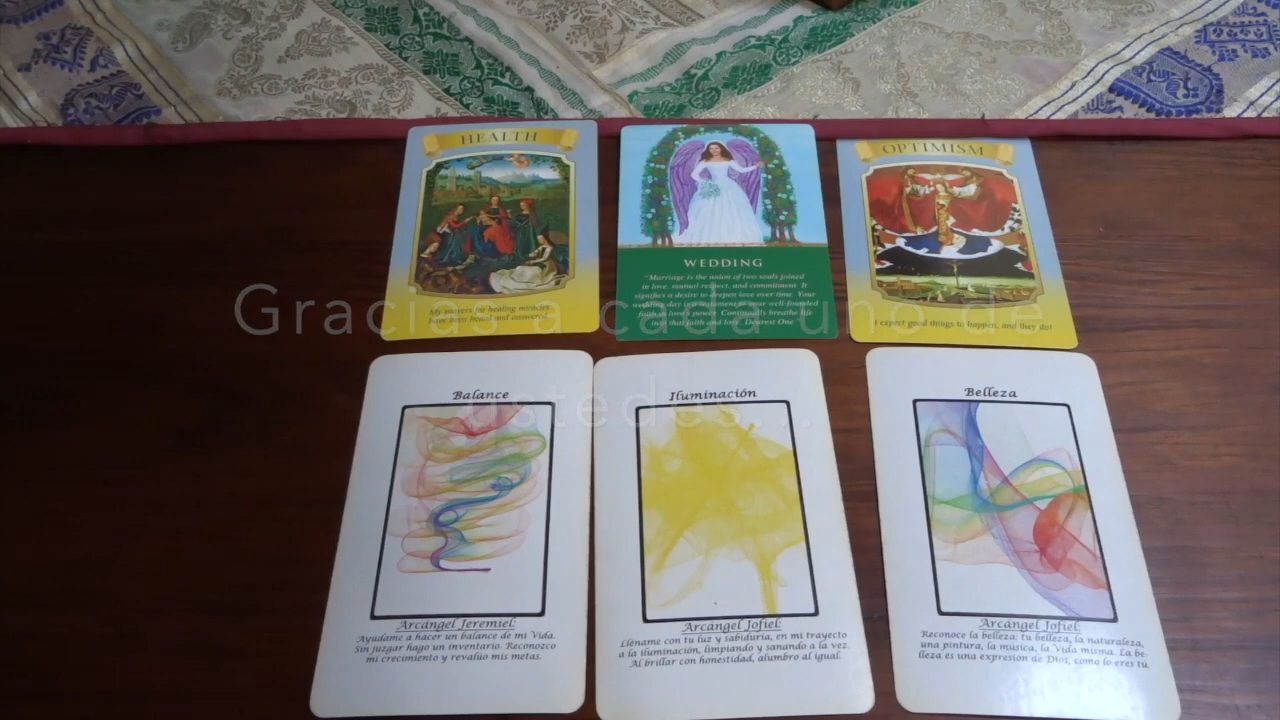 HEALTH
My prayers for healing miracles
have been heard and answered.
WEDDING
"Marriage is the union of two souls joined
in love, mutual respect, and commitment. It
signifies a desire to deepen love over time. Your
wedding day is a testament to your well-founded
faith in love's power. Continually breathe life
into that faith and love, Dearest One.
OPTIMISM
I expect good things to happen, and they do!
Gracias a cada uno de
ustedes...
Balance
Arcángel Jeremiel:
Ayúdame a hacer un balance de mi Vida.
Sin juzgar hago un inventario. Reconozco
mi crecimiento y revalúo mis metas.
Iluminación
Arcángel Jofiel:
Lléname con tu luz y sabiduría, en mi trayecto
a la iluminación, limpiando y sanando a la vez.
Al brillar con honestidad, alumbro al igual.
Belleza
Arcángel Jofiel:
Reconoce la belleza: tu belleza, la naturaleza,
una pintura, la música, la Vida misma. La be-
lleza es una expresión de Dios, como lo eres tú.